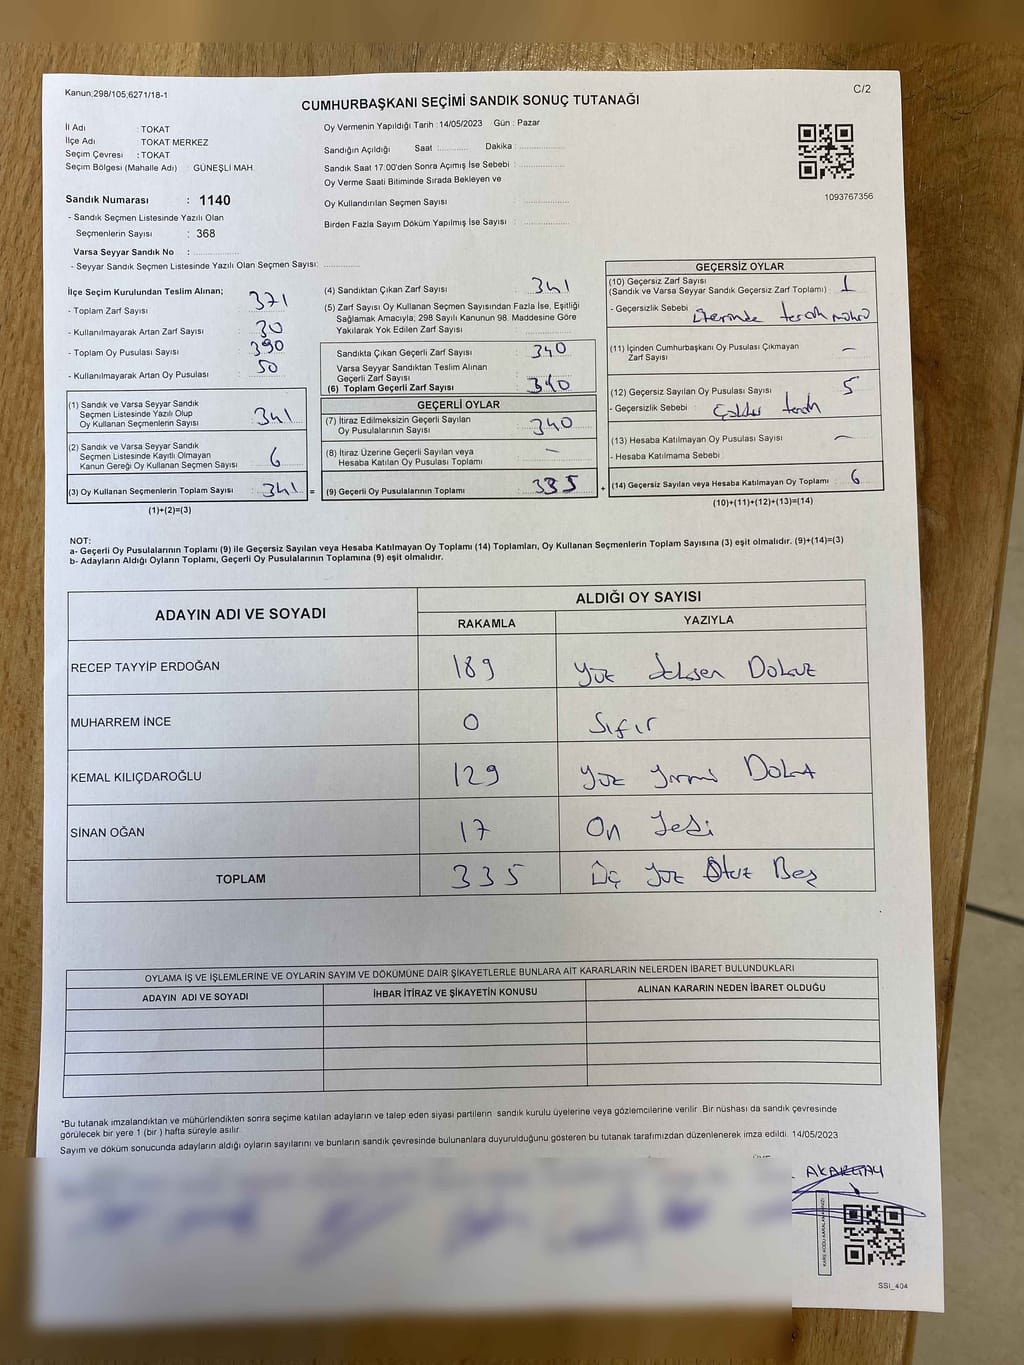 Kanun;298/105;6271/18-1
C/2
CUMHURBAŞKANI SEÇİMİ SANDIK SONUÇ TUTANAĞI
İl Adı : TOKAT
İlçe Adı TOKAT MERKEZ
Seçim Çevresi : TOKAT
Seçim Bölgesi (Mahalle Adı) : GÜNEŞLİ MAH.
Sandık Numarası : 1140
- Sandık Seçmen Listesinde Yazılı Olan
Seçmenlerin Sayısı : 368
Varsa Seyyar Sandık No :
- Seyyar Sandık Seçmen Listesinde Yazılı Olan Seçmen Sayısı:
Oy Vermenin Yapıldığı Tarih : 14/05/2023 Gün : Pazar
Sandığın Açıldığı Saat : Dakika :
Sandık Saat 17:00'den Sonra Açımış İse Sebebi :
Oy Verme Saati Bitiminde Sırada Bekleyen ve
Oy Kullandırılan Seçmen Sayısı :
Birden Fazla Sayım Döküm Yapılmış İse Sayısı :
1093767356
İlçe Seçim Kurulundan Teslim Alınan;
- Toplam Zarf Sayısı : 371
- Kullanılmayarak Artan Zarf Sayısı : 30
- Toplam Oy Pusulası Sayısı : 390
- Kullanılmayarak Artan Oy Pusulası : 50
(1) Sandık ve Varsa Seyyar Sandık
Seçmen Listesinde Yazılı Olup
Oy Kullanan Seçmenlerin Sayısı : 341
(2) Sandık ve Varsa Seyyar Sandık
Seçmen Listesinde Kayıtlı Olmayan
Kanun Gereği Oy Kullanan Seçmen Sayısı : 6
(3) Oy Kullanan Seçmenlerin Toplam Sayısı : 341 =
(1)+(2)=(3)
(4) Sandıktan Çıkan Zarf Sayısı : 341
(5) Zarf Sayısı Oy Kullanan Seçmen Sayısından Fazla İse, Eşitliği
Sağlamak Amacıyla; 298 Sayılı Kanunun 98. Maddesine Göre
Yakılarak Yok Edilen Zarf Sayısı :
Sandıkta Çıkan Geçerli Zarf Sayısı : 340
Varsa Seyyar Sandıktan Teslim Alınan
Geçerli Zarf Sayısı :
(6) Toplam Geçerli Zarf Sayısı : 340
GEÇERLİ OYLAR
(7) İtiraz Edilmeksizin Geçerli Sayılan
Oy Pusulalarının Sayısı : 340
(8) İtiraz Üzerine Geçerli Sayılan veya
Hesaba Katılan Oy Pusulası Toplamı : –
(9) Geçerli Oy Pusulalarının Toplamı : 335 +
GEÇERSİZ OYLAR
(10) Geçersiz Zarf Sayısı
(Sandık ve Varsa Seyyar Sandık Geçersiz Zarf Toplamı) : 1
- Geçersizlik Sebebi : üzerinde tercih mührü
(11) İçinden Cumhurbaşkanı Oy Pusulası Çıkmayan
Zarf Sayısı : –
(12) Geçersiz Sayılan Oy Pusulası Sayısı : 5
- Geçersizlik Sebebi : tercih
(13) Hesaba Katılmayan Oy Pusulası Sayısı : –
- Hesaba Katılmama Sebebi :
(14) Geçersiz Sayılan veya Hesaba Katılmayan Oy Toplamı : 6
(10)+(11)+(12)+(13)=(14)
NOT:
a- Geçerli Oy Pusulalarının Toplamı (9) ile Geçersiz Sayılan veya Hesaba Katılmayan Oy Toplamı (14) Toplamları, Oy Kullanan Seçmenlerin Toplam Sayısına (3) eşit olmalıdır. (9)+(14)=(3)
b- Adayların Aldığı Oyların Toplamı, Geçerli Oy Pusulalarının Toplamına (9) eşit olmalıdır.
ADAYIN ADI VE SOYADI
ALDIĞI OY SAYISI
RAKAMLA YAZIYLA
RECEP TAYYİP ERDOĞAN 189 Yüz Seksen Dokuz
MUHARREM İNCE 0 Sıfır
KEMAL KILIÇDAROĞLU 129 Yüz Yirmi Dokuz
SİNAN OĞAN 17 On Yedi
TOPLAM 335 Üç Yüz Otuz Beş
OYLAMA İŞ VE İŞLEMLERİNE VE OYLARIN SAYIM VE DÖKÜMÜNE DAİR ŞİKAYETLERLE BUNLARA AİT KARARLARIN NELERDEN İBARET BULUNDUKLARI
ADAYIN ADI VE SOYADI İHBAR İTİRAZ VE ŞİKAYETİN KONUSU ALINAN KARARIN NEDEN İBARET OLDUĞU
*Bu tutanak imzalandıktan ve mühürlendikten sonra seçime katılan adayların ve talep eden siyasi partilerin sandık kurulu üyelerine veya gözlemcilerine verilir. Bir nüshası da sandık çevresinde
görülecek bir yere 1 (bir ) hafta süreyle asılır.
Sayım ve döküm sonucunda adayların aldığı oyların sayılarını ve bunların sandık çevresinde bulunanlara duyurulduğunu gösteren bu tutanak tarafımızdan düzenlenerek imza edildi. 14/05/2023
SSI_404